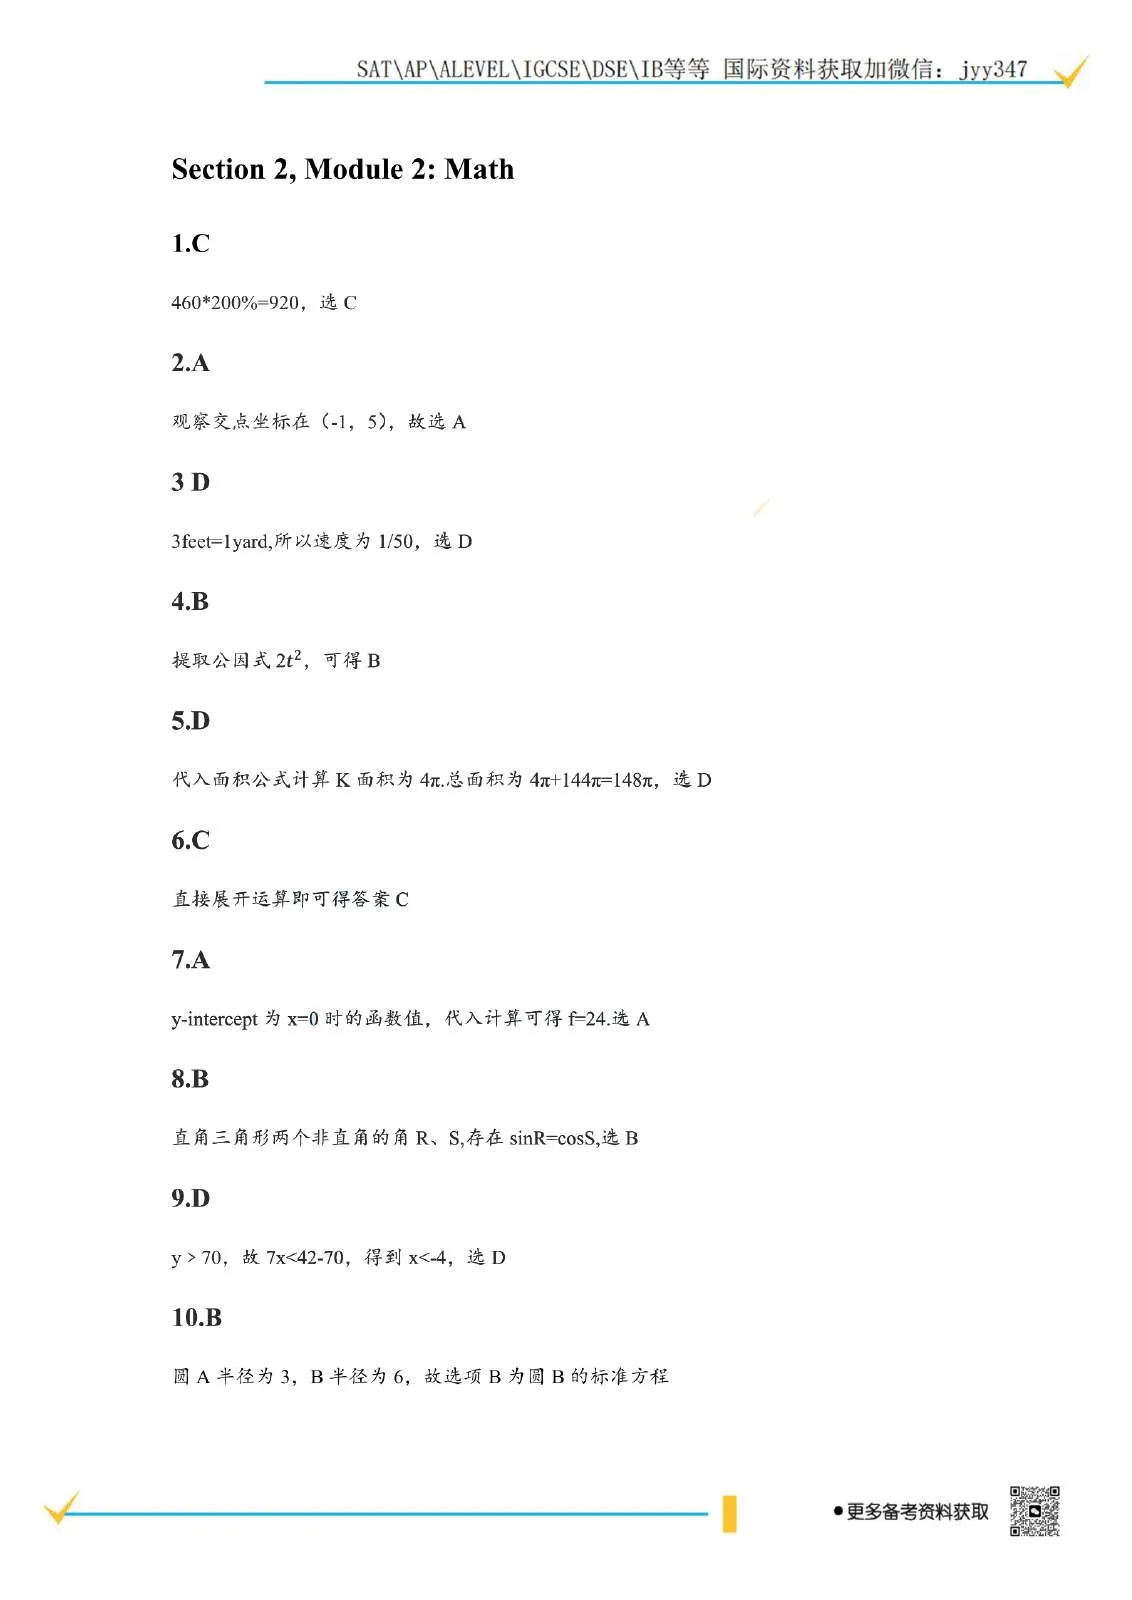 SAT\AP\ALEVEL\IGCSE\DSE\IB等等 国际资料获取加微信：jyy347
Section 2, Module 2: Math
1.C
460*200%=920，选 C
2.A
观察交点坐标在（-1，5），故选 A
3 D
3feet=1yard,所以速度为 1/50，选 D
4.B
提取公因式 2t²，可得 B
5.D
代入面积公式计算 K 面积为 4π.总面积为 4π+144π=148π，选 D
6.C
直接展开运算即可得答案 C
7.A
y-intercept 为 x=0 时的函数值，代入计算可得 f=24.选 A
8.B
直角三角形两个非直角的角 R、S,存在 sinR=cosS,选 B
9.D
y﹥70，故 7x<42-70，得到 x<-4，选 D
10.B
圆 A 半径为 3，B 半径为 6，故选项 B 为圆 B 的标准方程
●更多备考资料获取